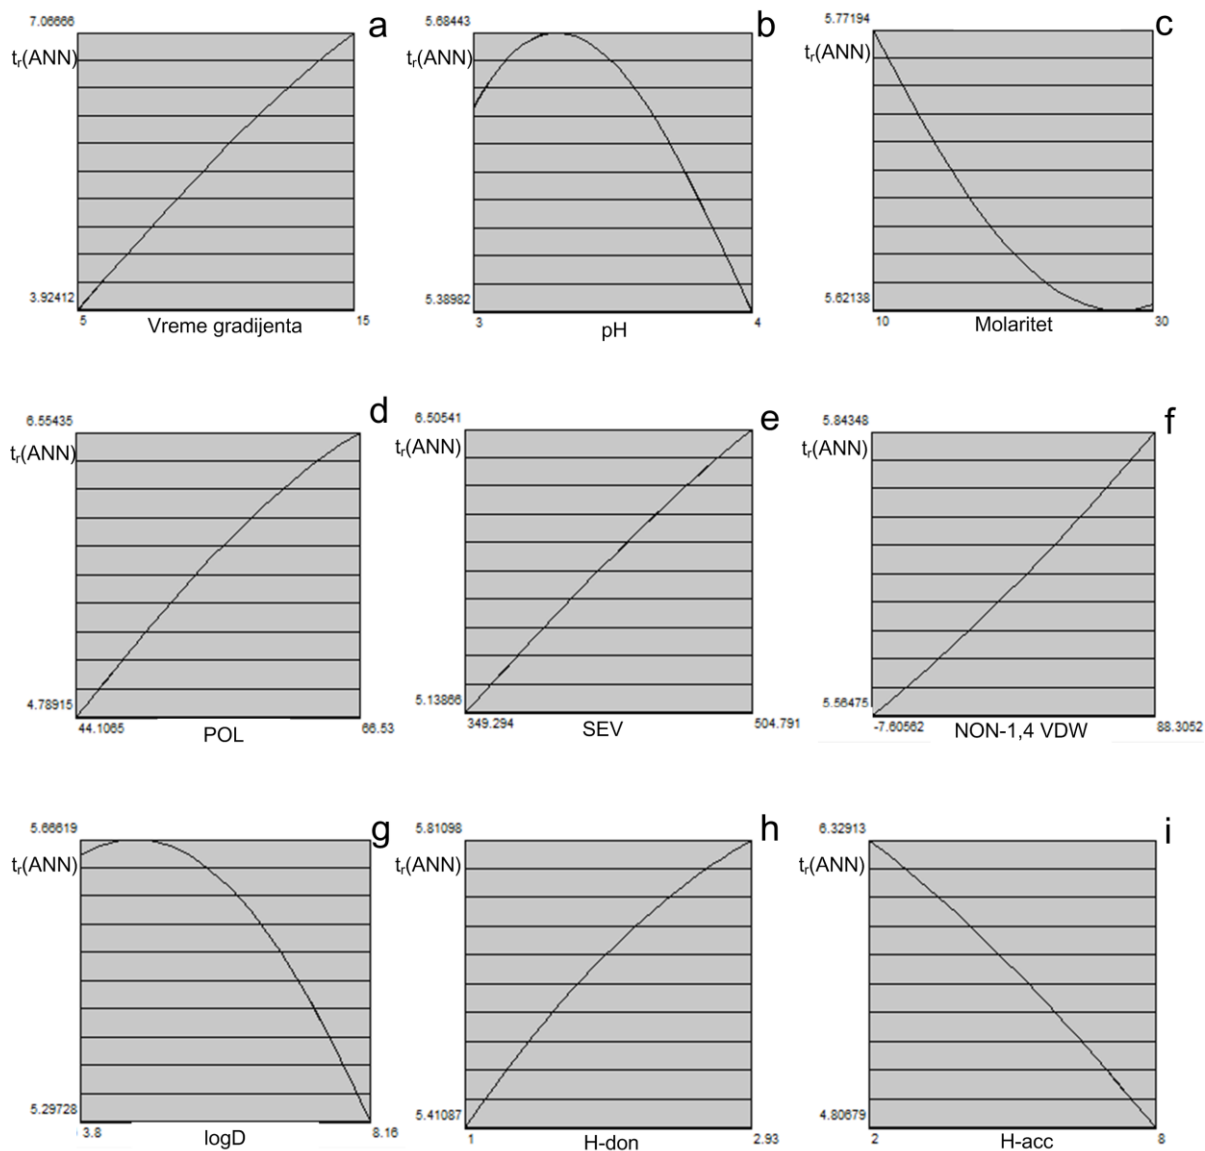 7.06666
a
tr(ANN)
3.92412
5
15
Vreme gradijenta
5.68443
b
tr(ANN)
5.38982
3
4
pH
5.77194
c
tr(ANN)
5.62138
10
30
Molaritet
6.55435
d
tr(ANN)
4.78915
44.1065
66.53
POL
6.50541
e
tr(ANN)
5.13866
349.294
504.791
SEV
5.84348
f
tr(ANN)
5.56475
-7.60562
88.3052
NON-1,4 VDW
5.66619
g
tr(ANN)
5.29728
3.8
8.16
logD
5.81098
h
tr(ANN)
5.41087
1
2.93
H-don
6.32913
i
tr(ANN)
4.80679
2
8
H-acc